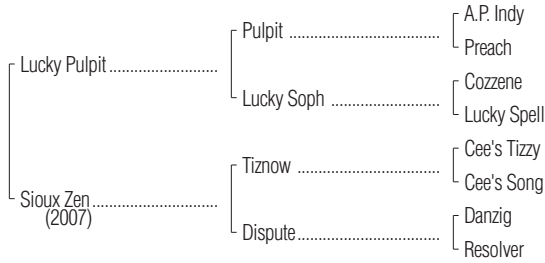 A.P. Indy
Pulpit
Preach
Lucky Pulpit
Cozzene
Lucky Soph
Lucky Spell
Cee's Tizzy
Tiznow
Cee's Song
Sioux Zen
(2007)
Danzig
Dispute
Resolver